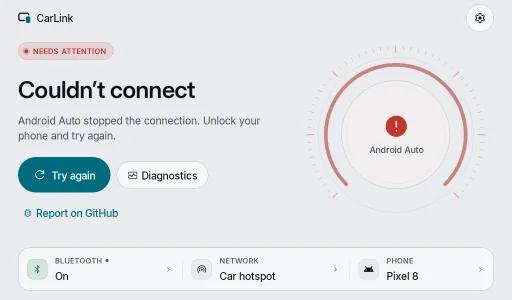 CarLink
NEEDS ATTENTION
Couldn’t connect
Android Auto stopped the connection. Unlock your
phone and try again.
Try again
Diagnostics
Report on GitHub
Android Auto
BLUETOOTH
On
NETWORK
Car hotspot
PHONE
Pixel 8